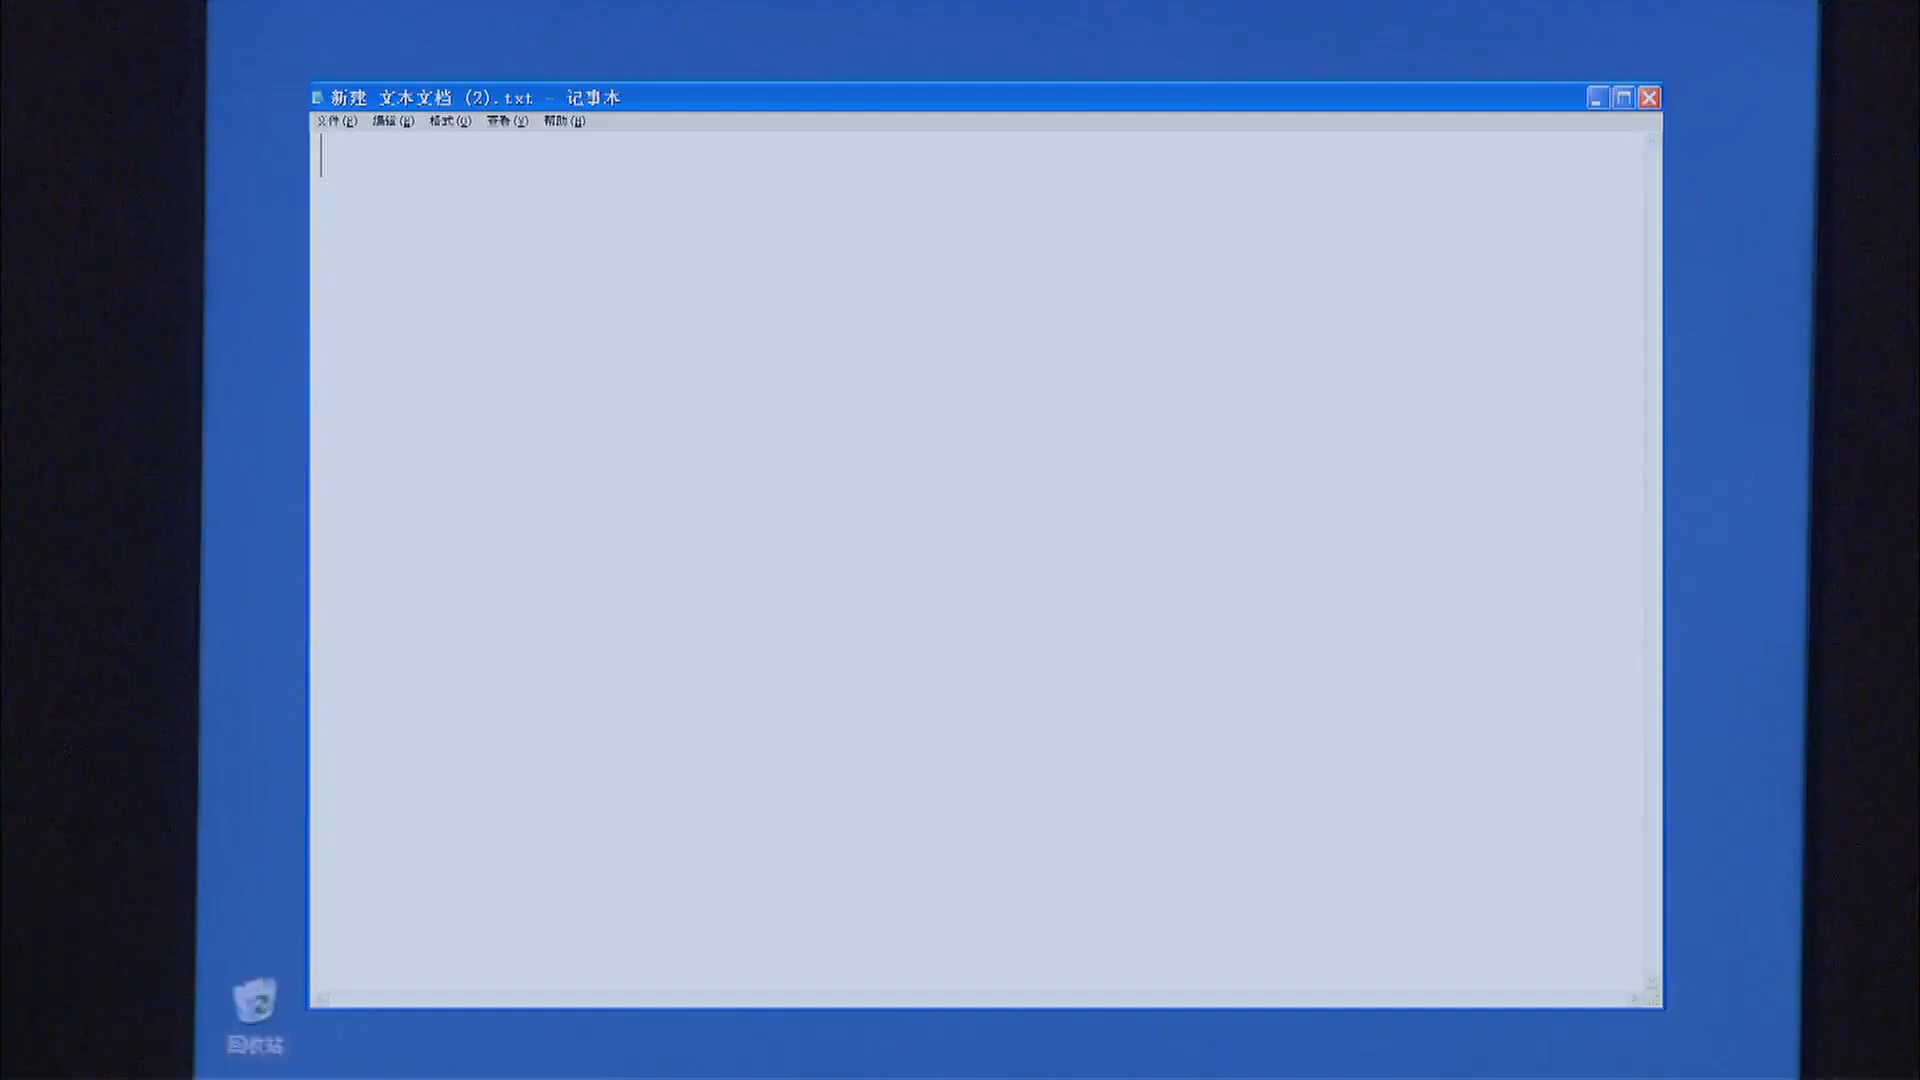 新建 文本文档 (2).txt - 记事本
文件(F) 编辑(E) 格式(O) 查看(V) 帮助(H)
回收站